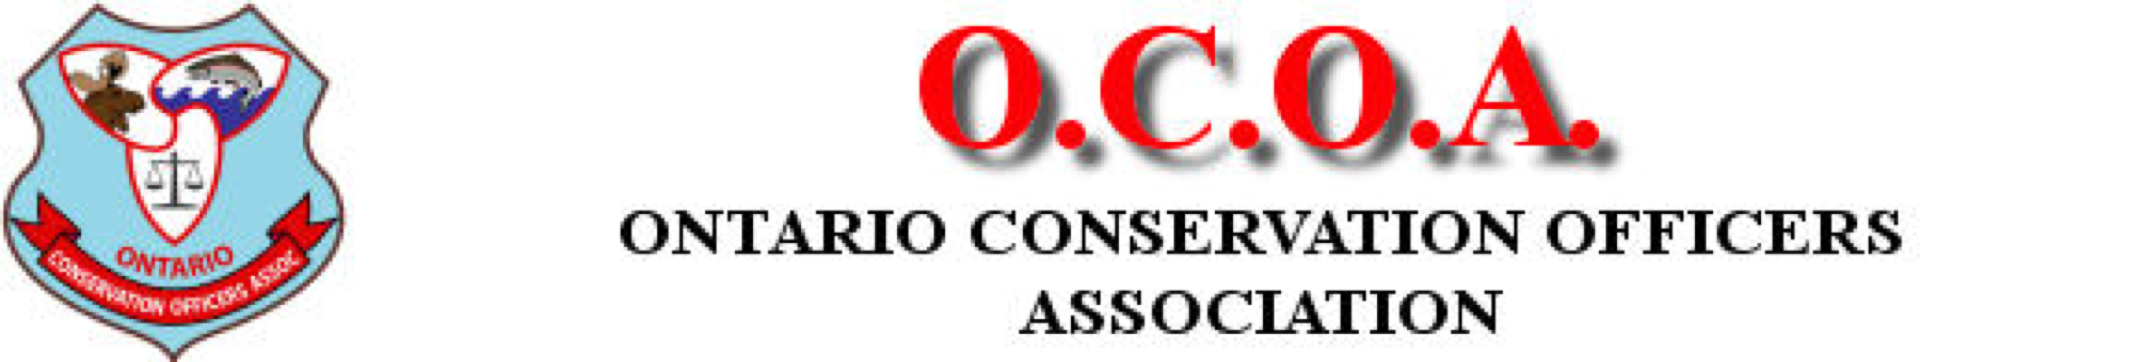 ONTARIO
CONSERVATION OFFICERS ASSOC
O.C.O.A.
ONTARIO CONSERVATION OFFICERS
ASSOCIATION